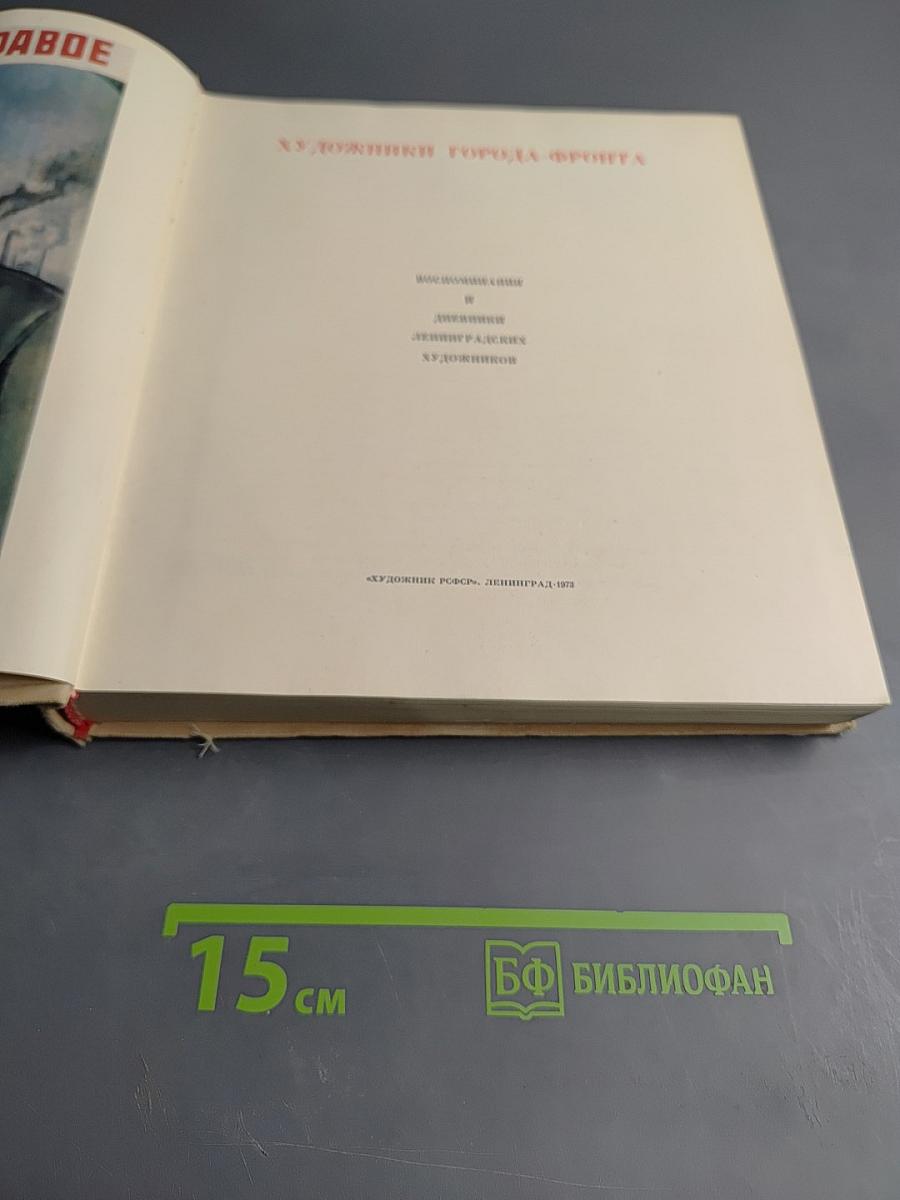 РАВОЕ
ХУДОЖНИКИ ГОРОДА-ФРОНТА
ВОСПОМИНАНИЯ
И
ДНЕВНИКИ
ЛЕНИНГРАДСКИХ
ХУДОЖНИКОВ
«ХУДОЖНИК РСФСР». ЛЕНИНГРАД·1973
15 см
БФ БИБЛИОФАН